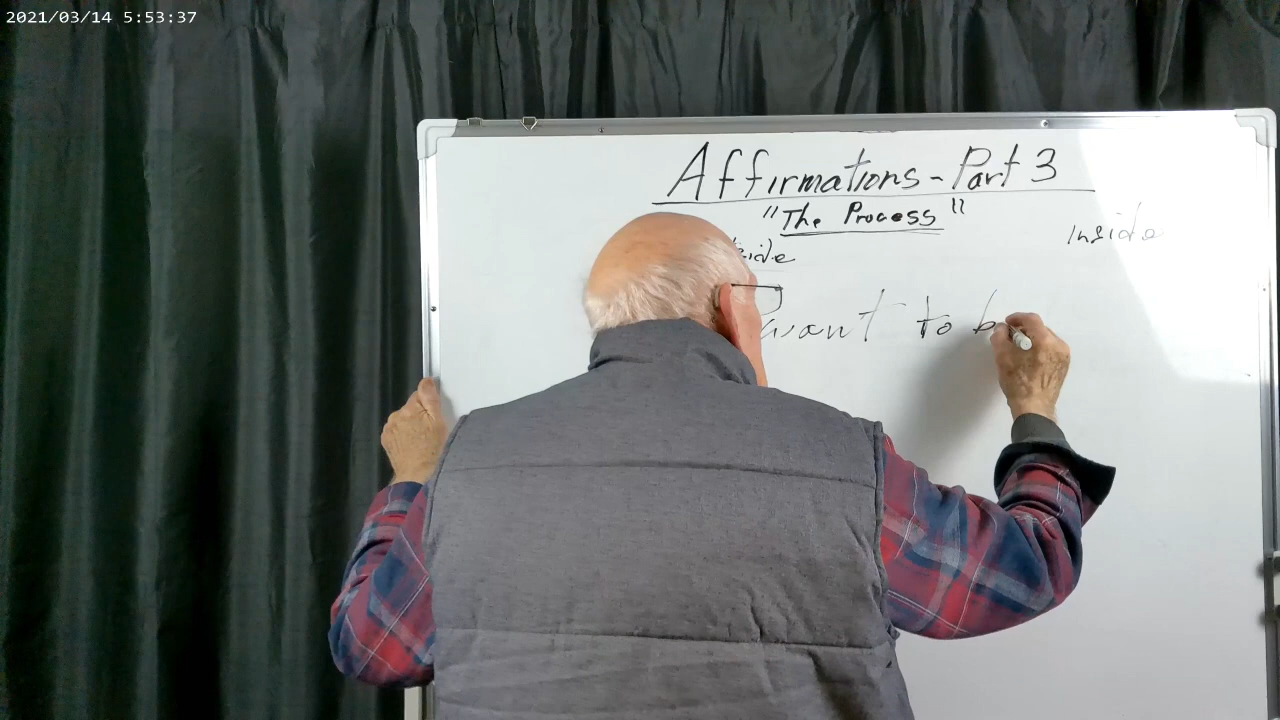 2021/03/14 5:53:37
Affirmations - Part 3
"The Process"
Inside
want to